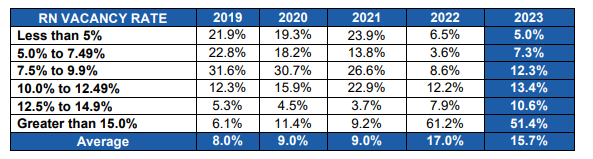 RN VACANCY RATE 2019 2020 2021 2022 2023
Less than 5% 21.9% 19.3% 23.9% 6.5% 5.0%
5.0% to 7.49% 22.8% 18.2% 13.8% 3.6% 7.3%
7.5% to 9.9% 31.6% 30.7% 26.6% 8.6% 12.3%
10.0% to 12.49% 12.3% 15.9% 22.9% 12.2% 13.4%
12.5% to 14.9% 5.3% 4.5% 3.7% 7.9% 10.6%
Greater than 15.0% 6.1% 11.4% 9.2% 61.2% 51.4%
Average 8.0% 9.0% 9.0% 17.0% 15.7%